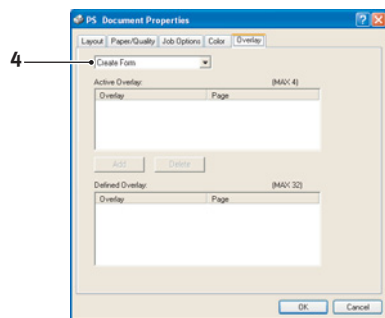 PS Document Properties
Layout Paper/Quality Job Options Color Overlay
4
Create Form
Active Overlay: (MAX 4)
Overlay Page
Add Delete
Defined Overlay: (MAX 32)
Overlay Page
OK Cancel